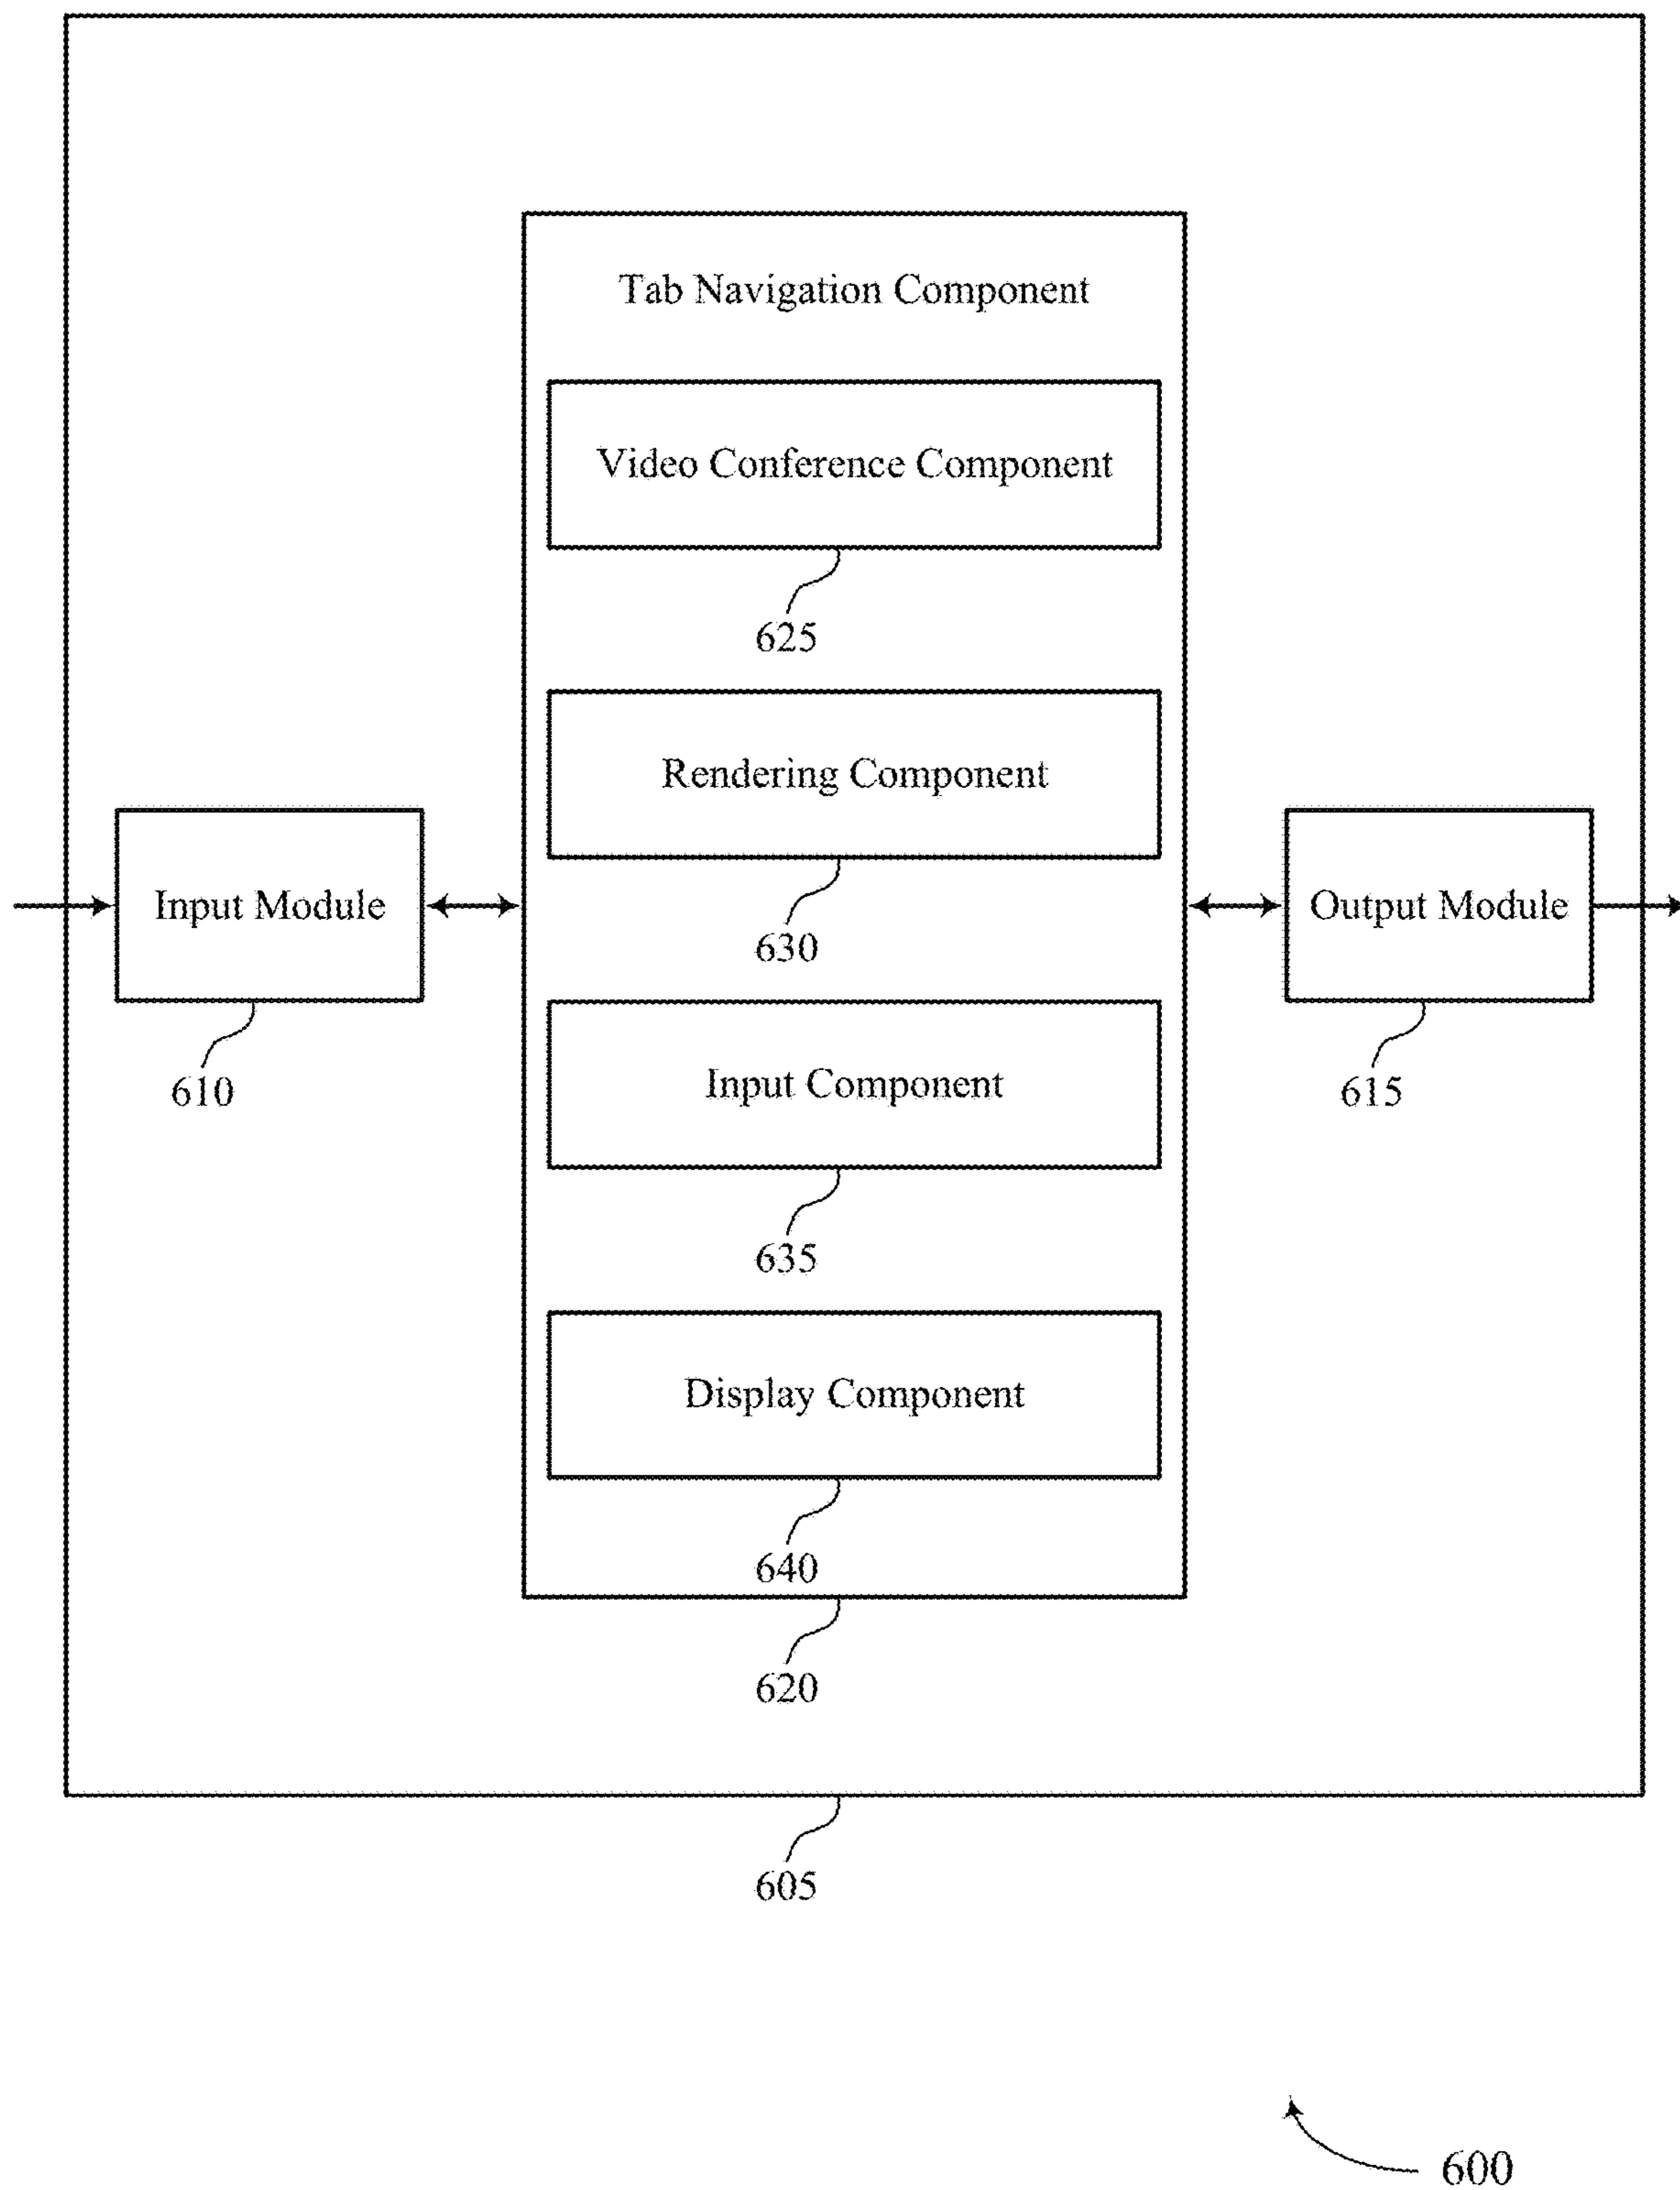 Tab Navigation Component
Video Conference Component
625
Rendering Component
630
Input Module
610
Output Module
615
Input Component
635
Display Component
640
620
605
600